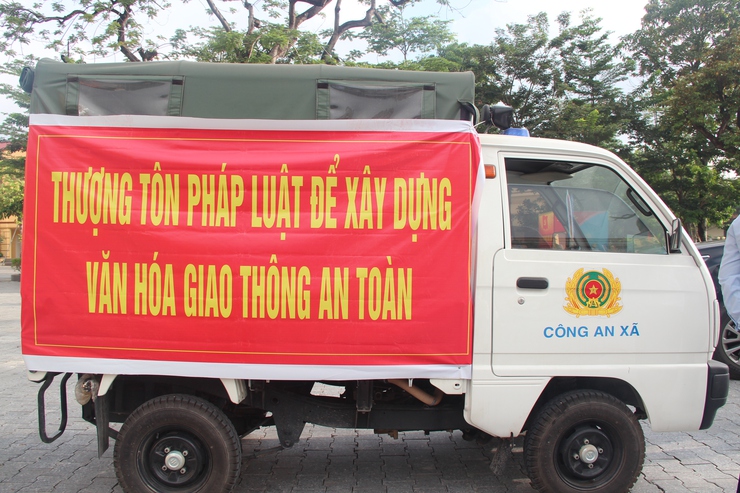 THƯỢNG TÔN PHÁP LUẬT ĐỂ XÂY DỰNG
VĂN HÓA GIAO THÔNG AN TOÀN
CÔNG AN XÃ